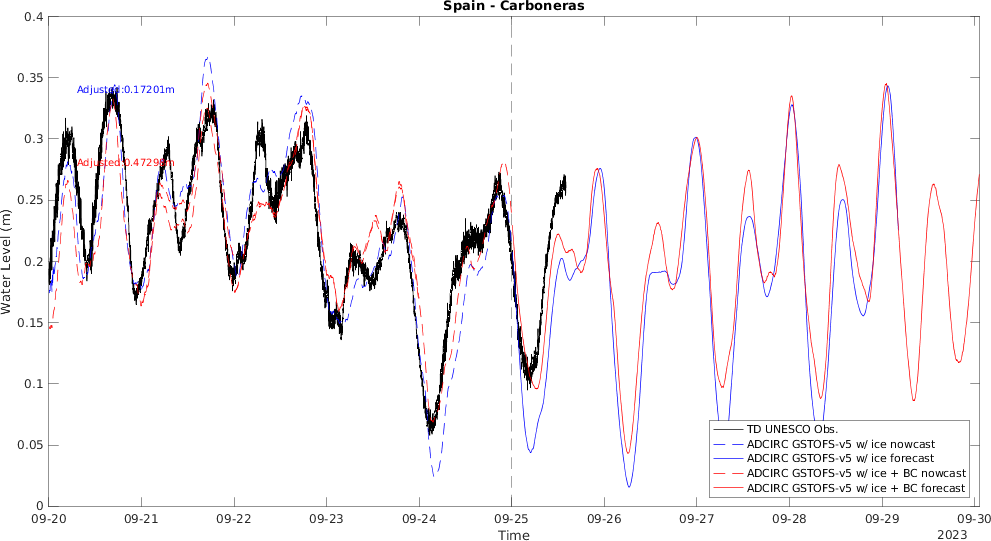 Spain - Carboneras
0.4
0.35
0.3
0.25
0.2
0.15
0.1
0.05
0
Water Level (m)
Adjusted:0.17201m
Adjusted:0.47296m
TD UNESCO Obs.
ADCIRC GSTOFS-v5 w/ ice nowcast
ADCIRC GSTOFS-v5 w/ ice forecast
ADCIRC GSTOFS-v5 w/ ice + BC nowcast
ADCIRC GSTOFS-v5 w/ ice + BC forecast
09-20 09-21 09-22 09-23 09-24 09-25 09-26 09-27 09-28 09-29 09-30
Time
2023